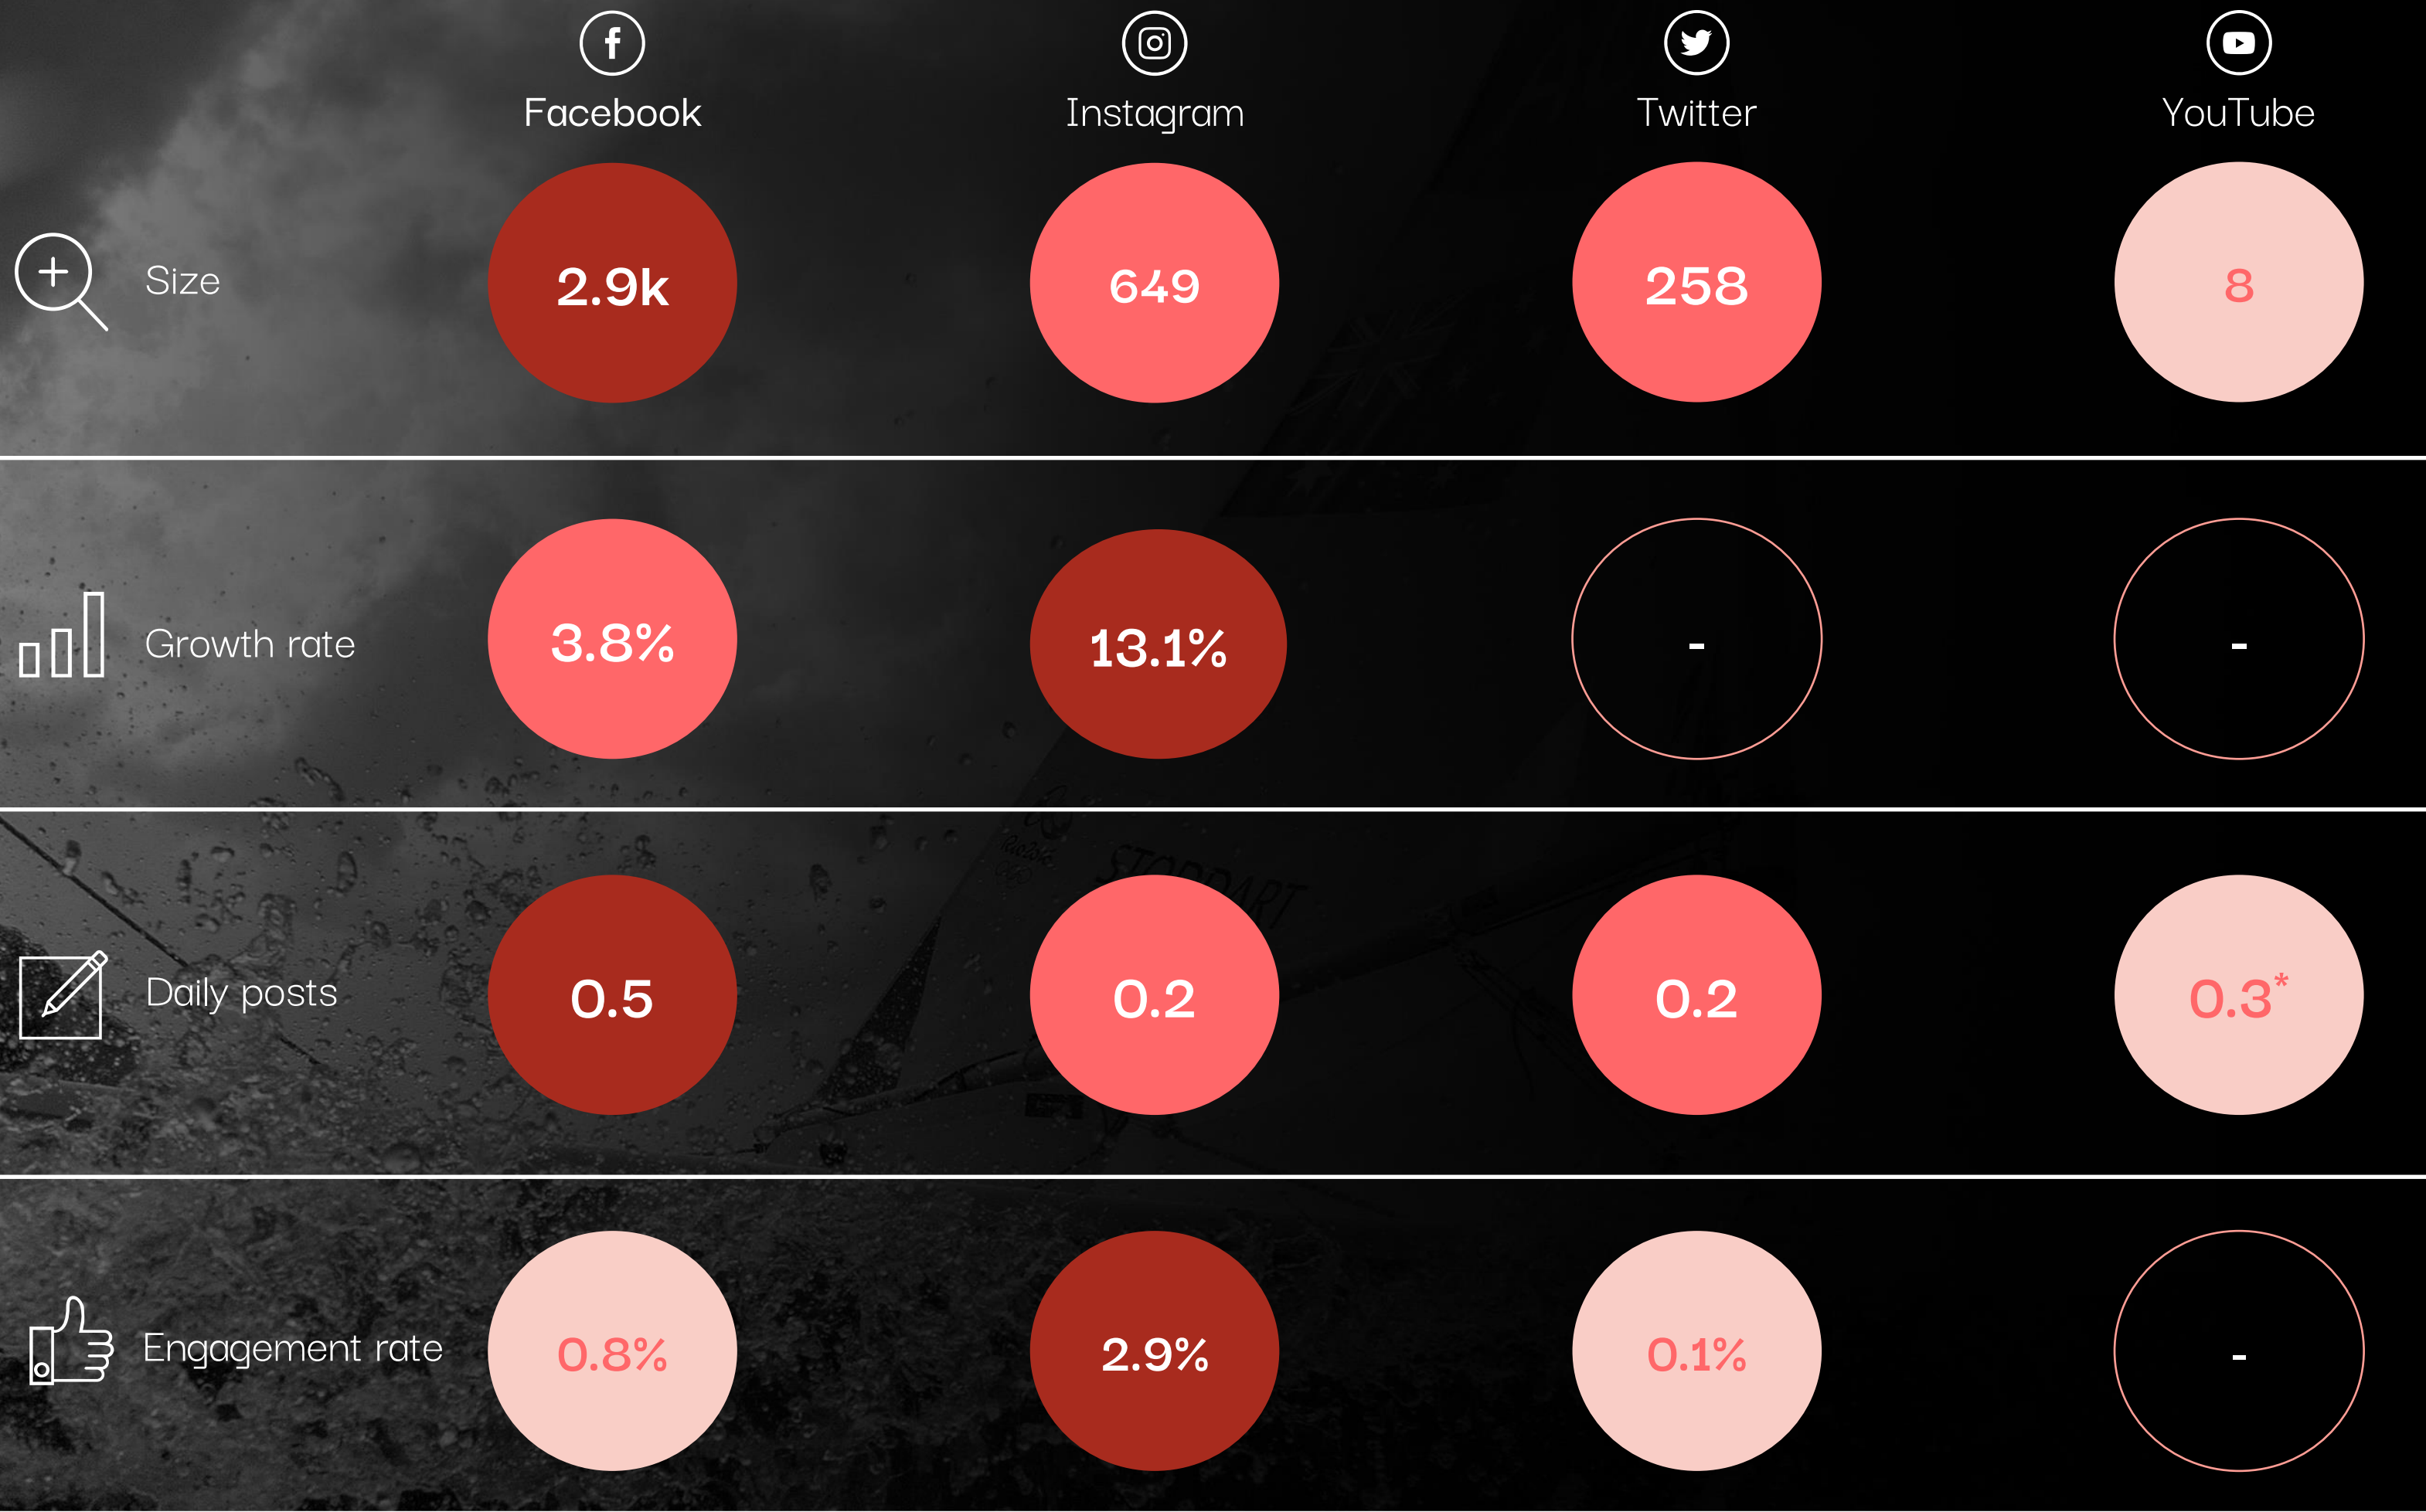 Facebook Instagram Twitter YouTube
Size 2.9k 649 258 8
Growth rate 3.8% 13.1% - -
Daily posts 0.5 0.2 0.2 0.3*
STODDART
Engagement rate 0.8% 2.9% 0.1% -